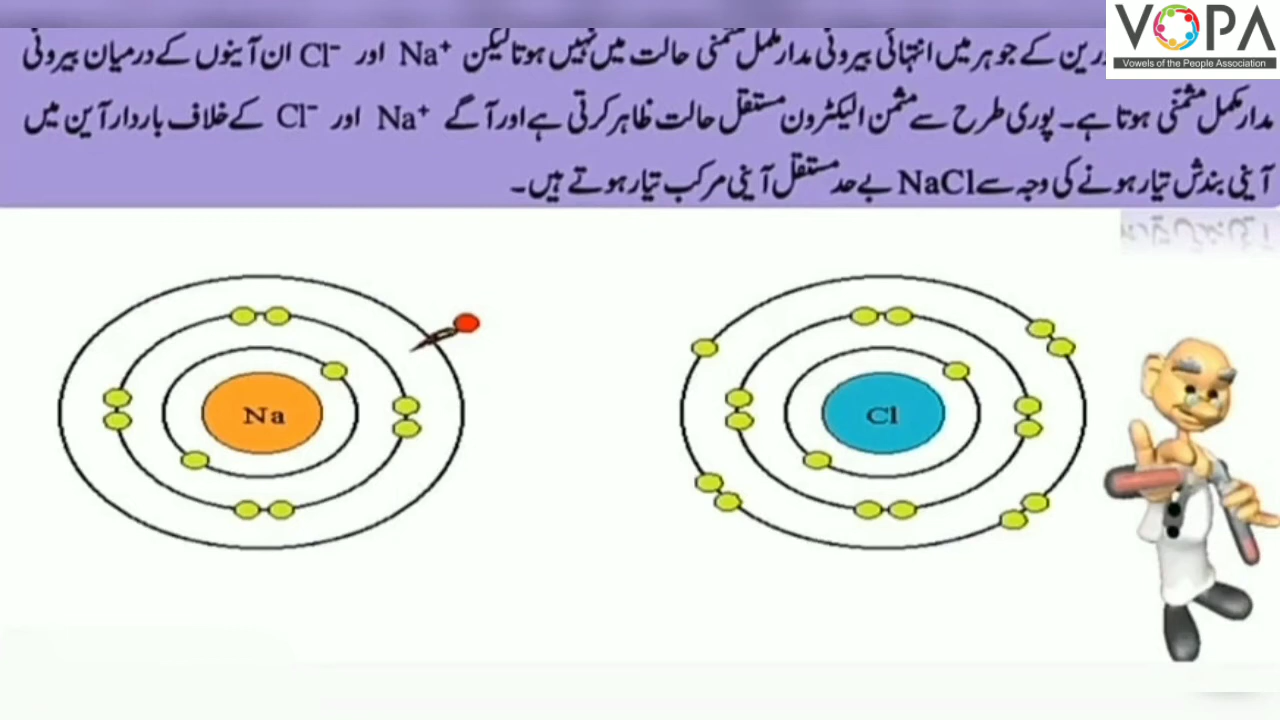 VOPA
Vowels of the People Association
کے جوہر میں انتہائی بیرونی مدار مکمل مثمنی حالت میں نہیں ہوتا لیکن Na⁺ اور Cl⁻ ان آئینوں کے درمیان بیرونی
مدار مکمل مثمنی ہوتا ہے۔ پوری طرح سے مثمن الیکٹرون مستقل حالت ظاہر کرتی ہے اور آگے Na⁺ اور Cl⁻ کے خلاف باردار آین میں
آینی بندش تیار ہونے کی وجہ سے NaCl بے حد مستقل آینی مرکب تیار ہوتے ہیں۔
Na
Cl